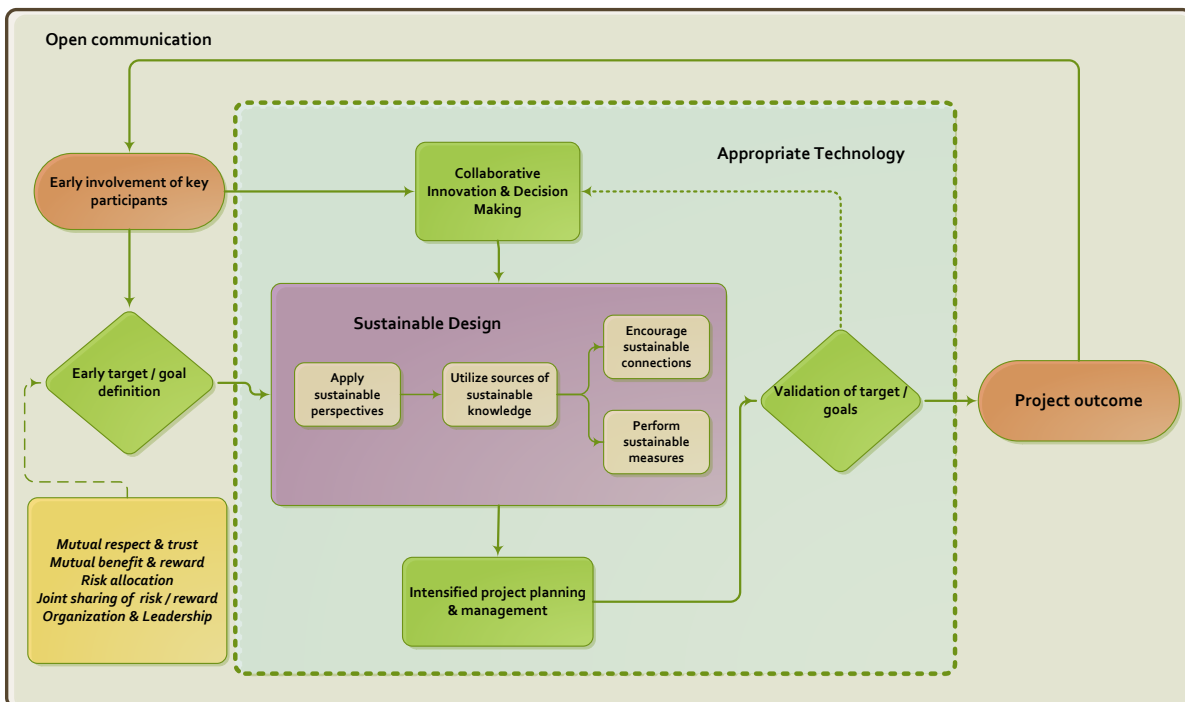 Open communication
Early involvement of key
participants
Collaborative
Innovation & Decision
Making
Appropriate Technology
Sustainable Design
Early target / goal
definition
Apply
sustainable
perspectives
Utilize sources of
sustainable
knowledge
Encourage
sustainable
connections
Perform
sustainable
measures
Validation of target /
goals
Project outcome
Mutual respect & trust
Mutual benefit & reward
Risk allocation
Joint sharing of risk / reward
Organization & Leadership
Intensified project planning
& management